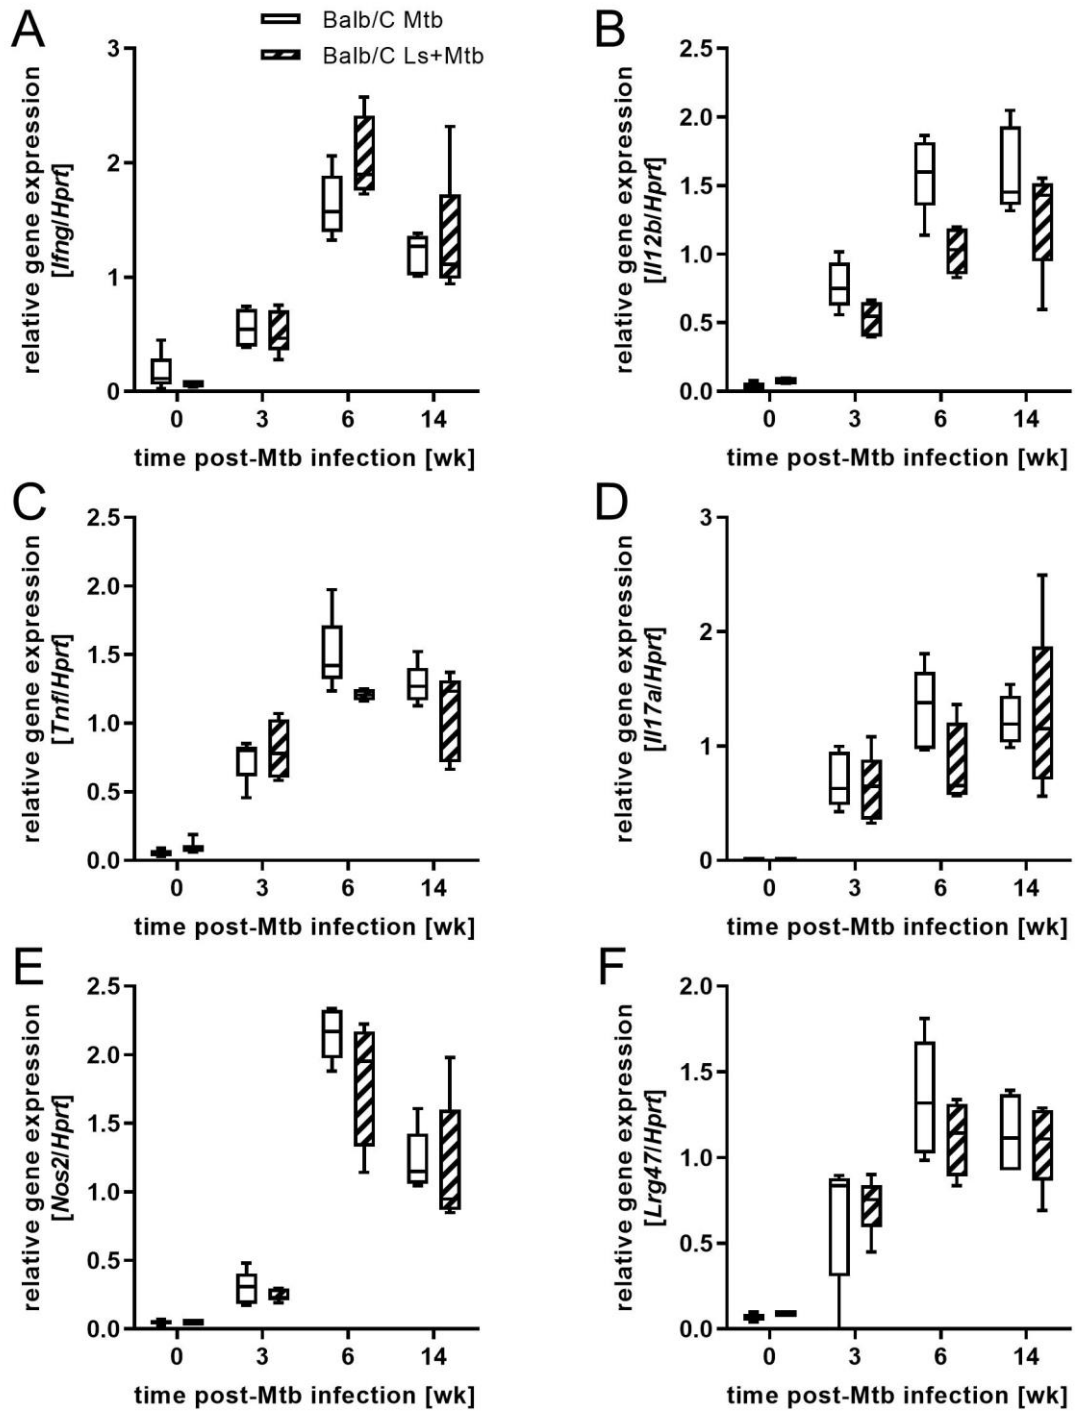 A
Balb/C Mtb
Balb/C Ls+Mtb
relative gene expression
[Ifng/Hprt]
3
2
1
0
0 3 6 14
time post-Mtb infection [wk]
B
relative gene expression
[Il12b/Hprt]
2.5
2.0
1.5
1.0
0.5
0.0
0 3 6 14
time post-Mtb infection [wk]
C
relative gene expression
[Tnf/Hprt]
2.5
2.0
1.5
1.0
0.5
0.0
0 3 6 14
time post-Mtb infection [wk]
D
relative gene expression
[Il17a/Hprt]
3
2
1
0
0 3 6 14
time post-Mtb infection [wk]
E
relative gene expression
[Nos2/Hprt]
2.5
2.0
1.5
1.0
0.5
0.0
0 3 6 14
time post-Mtb infection [wk]
F
relative gene expression
[Lrg47/Hprt]
2.0
1.5
1.0
0.5
0.0
0 3 6 14
time post-Mtb infection [wk]